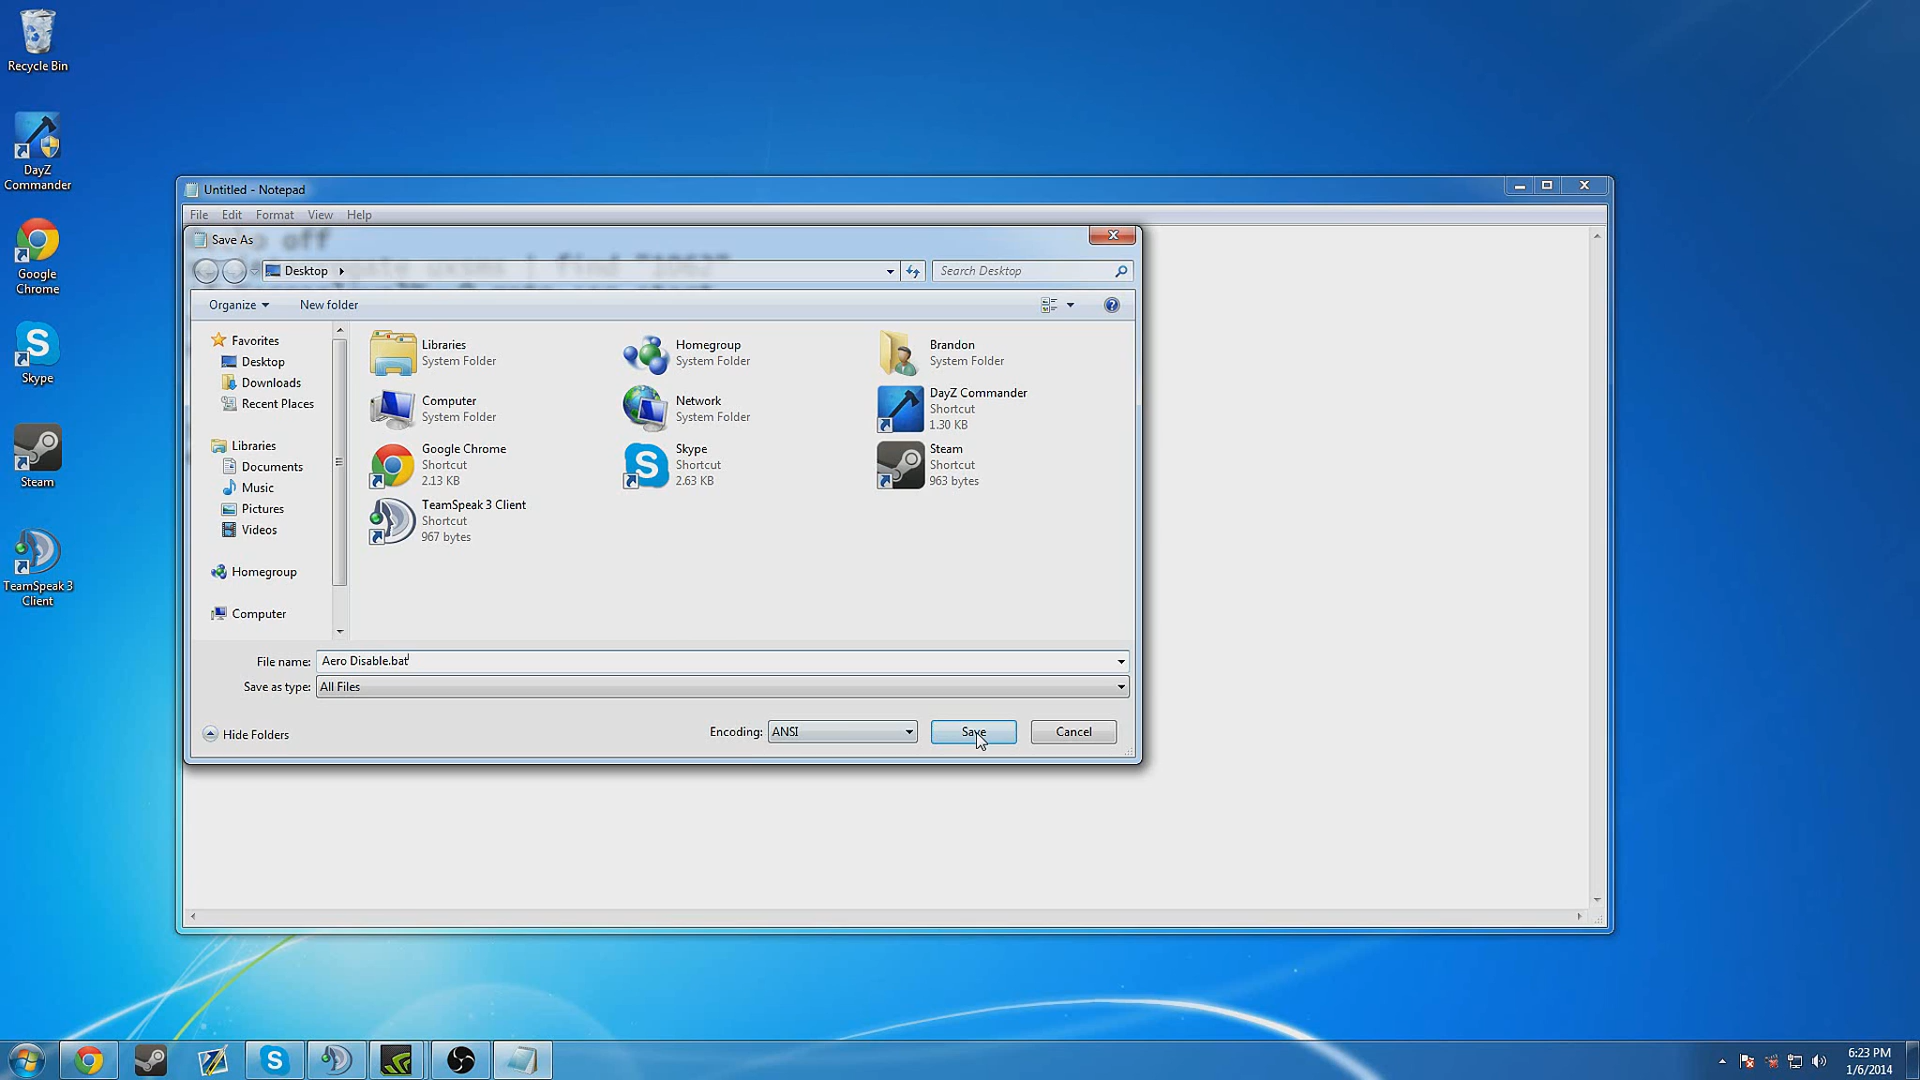 Recycle Bin
DayZ
Commander
Google
Chrome
Skype
Steam
TeamSpeak 3
Client
Untitled - Notepad
File Edit Format View Help
off
Save As
uxsms | find "1062"
Desktop
Search Desktop
Organize New folder
Favorites
Desktop
Downloads
Recent Places
Libraries
Documents
Music
Pictures
Videos
Homegroup
Computer
Libraries
System Folder
Homegroup
System Folder
Brandon
System Folder
Computer
System Folder
Network
System Folder
DayZ Commander
Shortcut
1.30 KB
Google Chrome
Shortcut
2.13 KB
Skype
Shortcut
2.63 KB
Steam
Shortcut
963 bytes
TeamSpeak 3 Client
Shortcut
967 bytes
File name: Aero Disable.bat
Save as type: All Files
Hide Folders
Encoding: ANSI
Save
Cancel
6:23 PM
1/6/2014